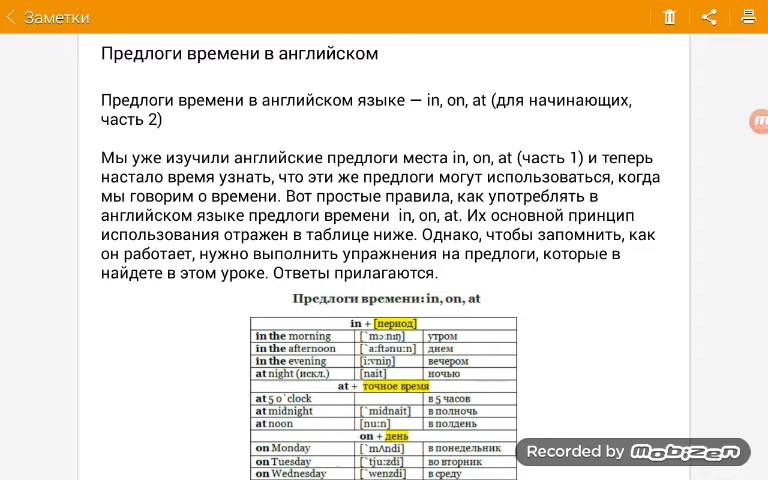 Заметки
Предлоги времени в английском
Предлоги времени в английском языке — in, on, at (для начинающих,
часть 2)
Мы уже изучили английские предлоги места in, on, at (часть 1) и теперь
настало время узнать, что эти же предлоги могут использоваться, когда
мы говорим о времени. Вот простые правила, как употреблять в
английском языке предлоги времени in, on, at. Их основной принцип
использования отражен в таблице ниже. Однако, чтобы запомнить, как
он работает, нужно выполнить упражнения на предлоги, которые в
найдете в этом уроке. Ответы прилагаются.
Предлоги времени: in, on, at
in + [период]
in the morning [`mɔ:nıŋ] утром
in the afternoon [`a:ftənu:n] днем
in the evening [i:vniŋ] вечером
at night (искл.) [nait] ночью
at + точное время
at 5 o`clock в 5 часов
at midnight [`midnait] в полночь
at noon [nu:n] в полдень
on + день
on Monday [`mʌndi] в понедельник
on Tuesday [`tju:zdi] во вторник
on Wednesday [`wenzdi] в среду
Recorded by mobizen